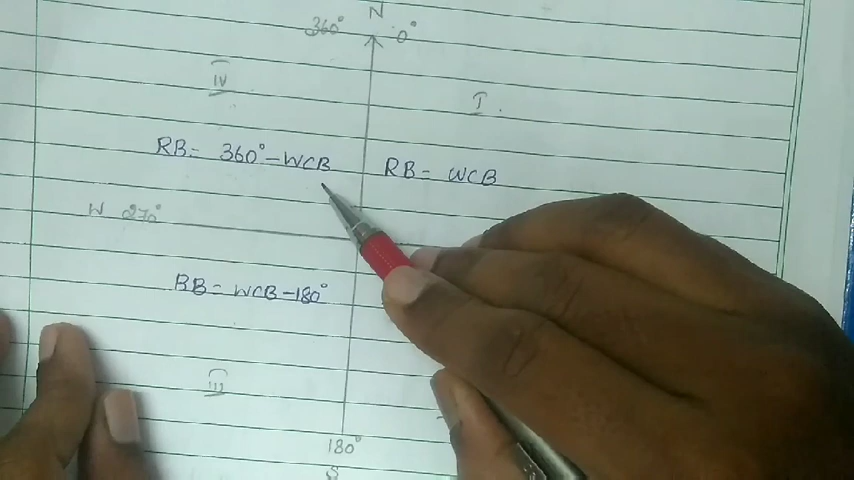 N
360° 0°
IV
I.
RB= 360°-WCB
RB= WCB
W 270°
RB= WCB-180°
III
180°
S